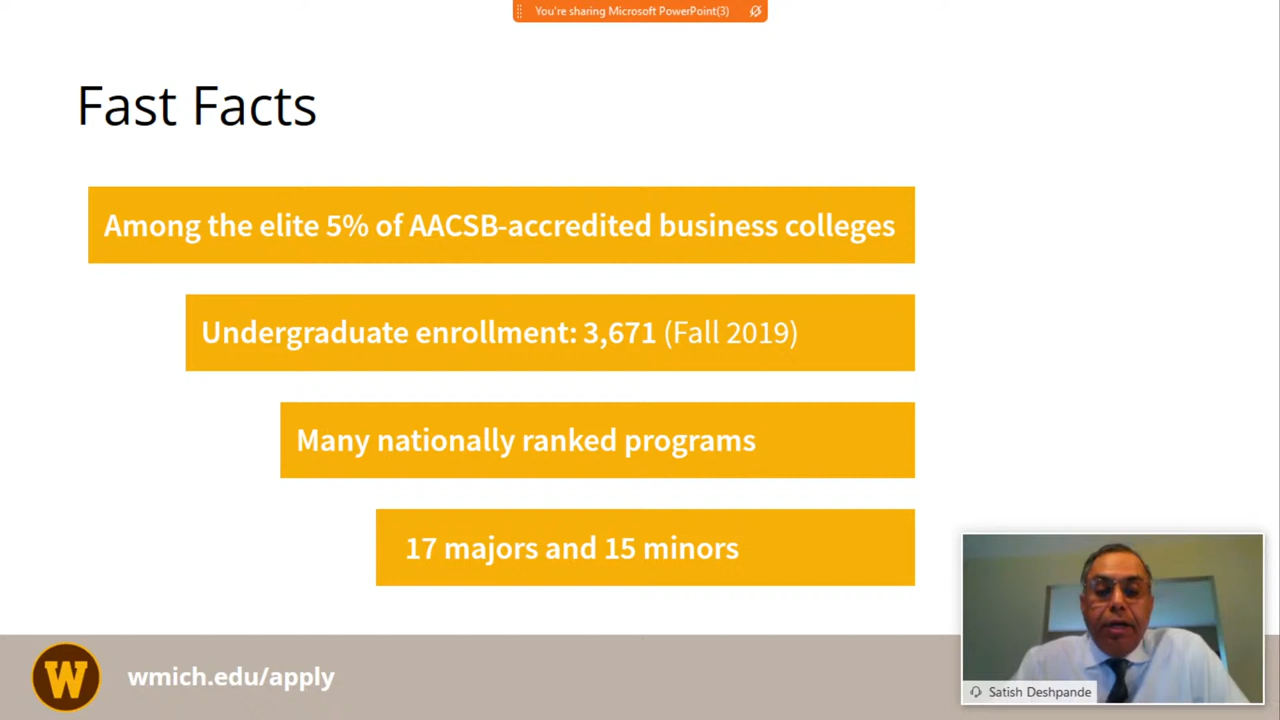 You're sharing Microsoft PowerPoint(3)
Fast Facts
Among the elite 5% of AACSB-accredited business colleges
Undergraduate enrollment: 3,671 (Fall 2019)
Many nationally ranked programs
17 majors and 15 minors
W
wmich.edu/apply
Satish Deshpande